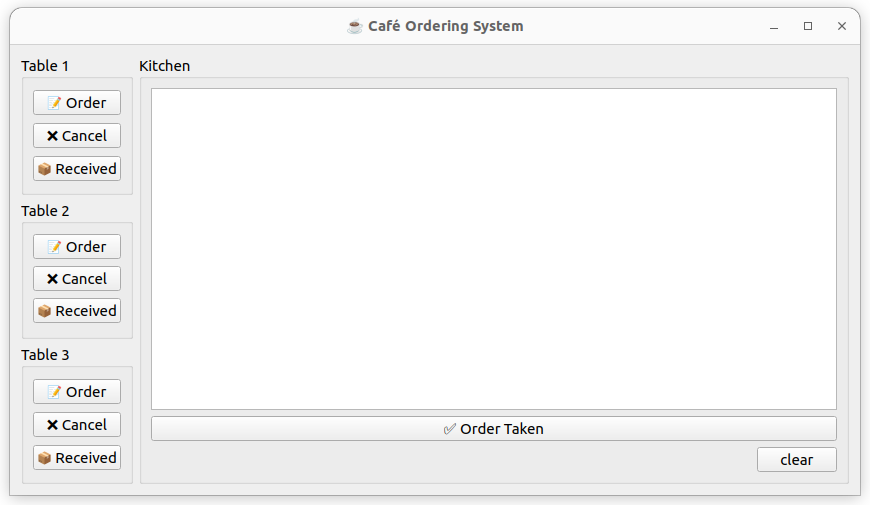 ☕ Café Ordering System
Table 1
📝 Order
❌ Cancel
📦 Received
Table 2
📝 Order
❌ Cancel
📦 Received
Table 3
📝 Order
❌ Cancel
📦 Received
Kitchen
✅ Order Taken
clear